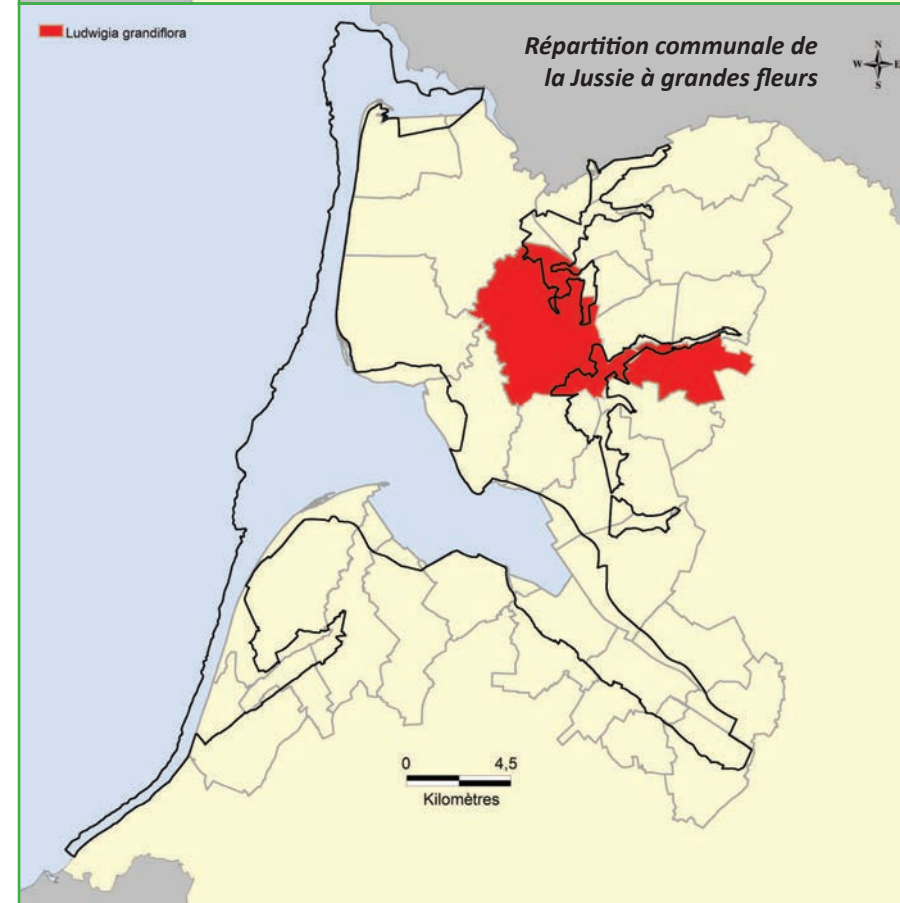 Ludwigia grandiflora
Répartition communale de
la Jussie à grandes fleurs
N
W E
S
0 4,5
Kilomètres